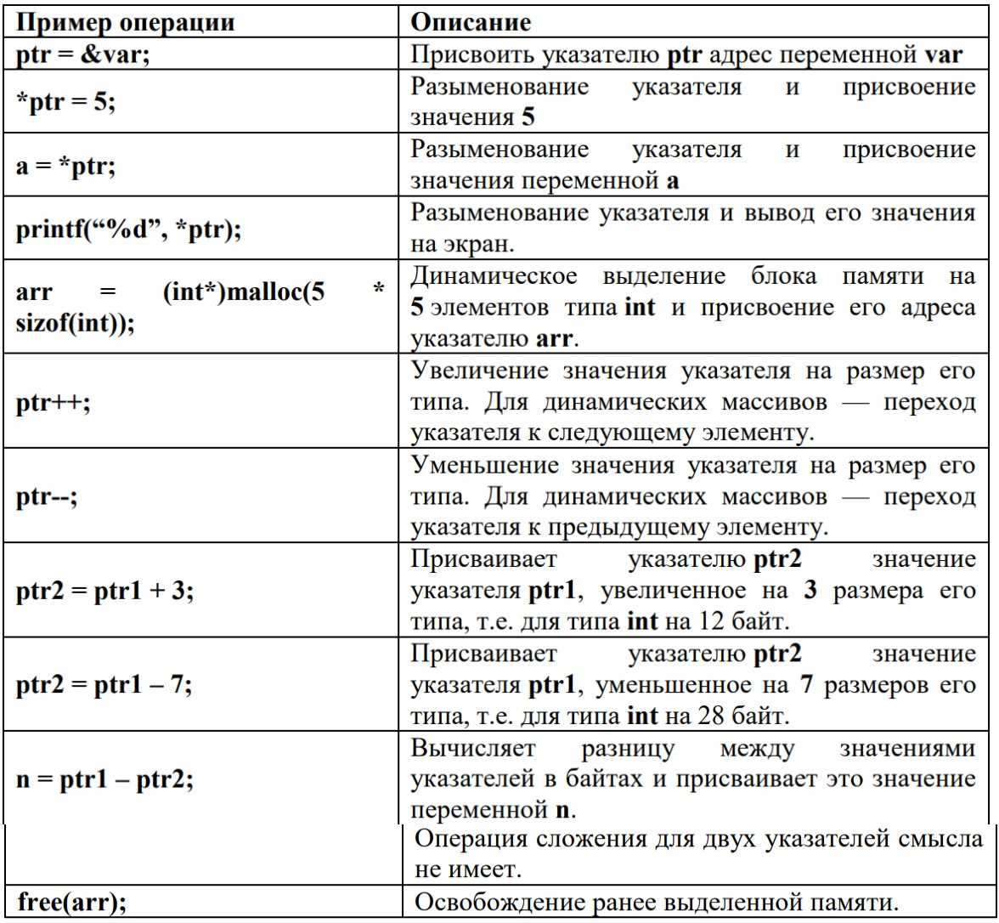 Пример операции
Описание
ptr = &var;
Присвоить указателю ptr адрес переменной var
*ptr = 5;
Разыменование указателя и присвоение
значения 5
a = *ptr;
Разыменование указателя и присвоение
значения переменной a
printf(“%d”, *ptr);
Разыменование указателя и вывод его значения
на экран.
arr = (int*)malloc(5 *
sizof(int));
Динамическое выделение блока памяти на
5 элементов типа int и присвоение его адреса
указателю arr.
ptr++;
Увеличение значения указателя на размер его
типа. Для динамических массивов — переход
указателя к следующему элементу.
ptr--;
Уменьшение значения указателя на размер его
типа. Для динамических массивов — переход
указателя к предыдущему элементу.
ptr2 = ptr1 + 3;
Присваивает указателю ptr2 значение
указателя ptr1, увеличенное на 3 размера его
типа, т.е. для типа int на 12 байт.
ptr2 = ptr1 – 7;
Присваивает указателю ptr2 значение
указателя ptr1, уменьшенное на 7 размеров его
типа, т.е. для типа int на 28 байт.
n = ptr1 – ptr2;
Вычисляет разницу между значениями
указателей в байтах и присваивает это значение
переменной n.
Операция сложения для двух указателей смысла
не имеет.
free(arr);
Освобождение ранее выделенной памяти.